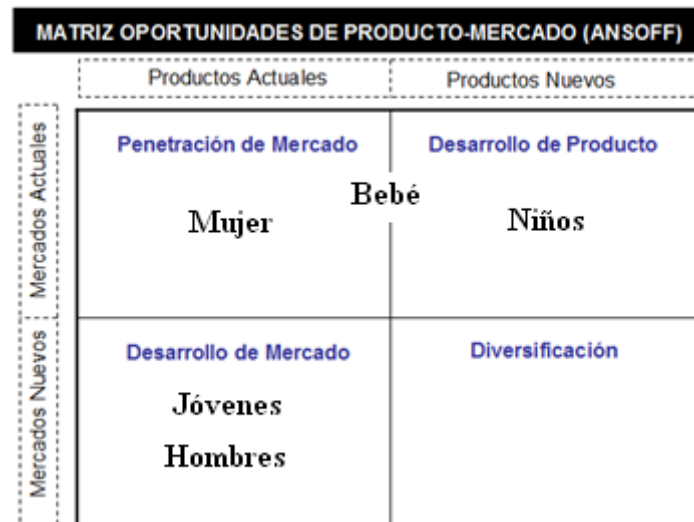 MATRIZ OPORTUNIDADES DE PRODUCTO-MERCADO (ANSOFF)
Productos Actuales
Productos Nuevos
Mercados Actuales
Penetración de Mercado
Desarrollo de Producto
Bebé
Mujer
Niños
Mercados Nuevos
Desarrollo de Mercado
Diversificación
Jóvenes
Hombres